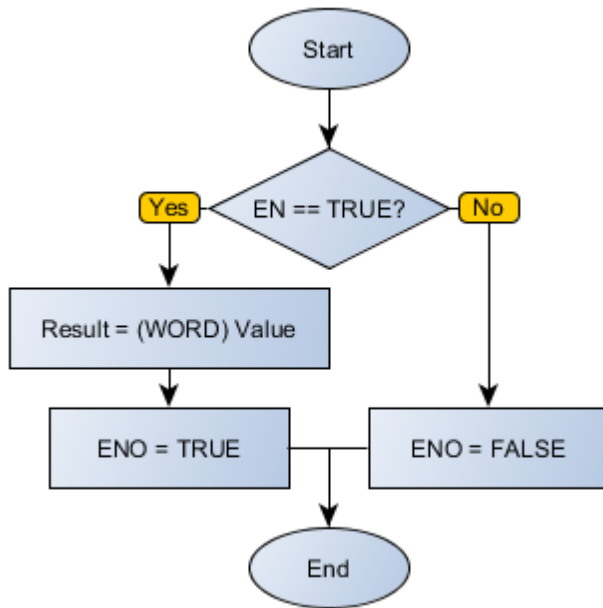 Start
EN == TRUE?
Yes
No
Result = (WORD) Value
ENO = TRUE
ENO = FALSE
End